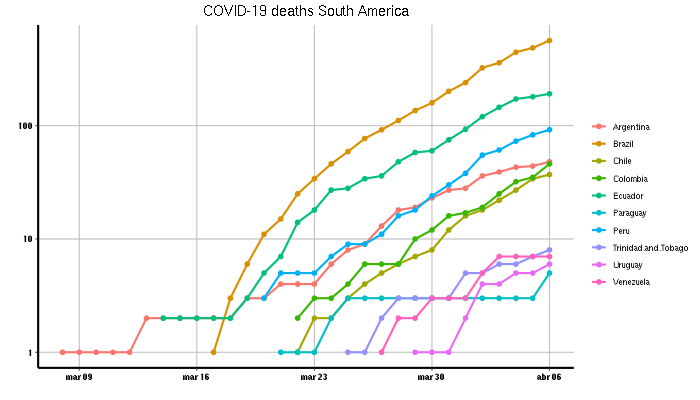 COVID-19 deaths South America
100
10
1
mar 09
mar 16
mar 23
mar 30
abr 06
Argentina
Brazil
Chile
Colombia
Ecuador
Paraguay
Peru
Trinidad.and.Tobago
Uruguay
Venezuela